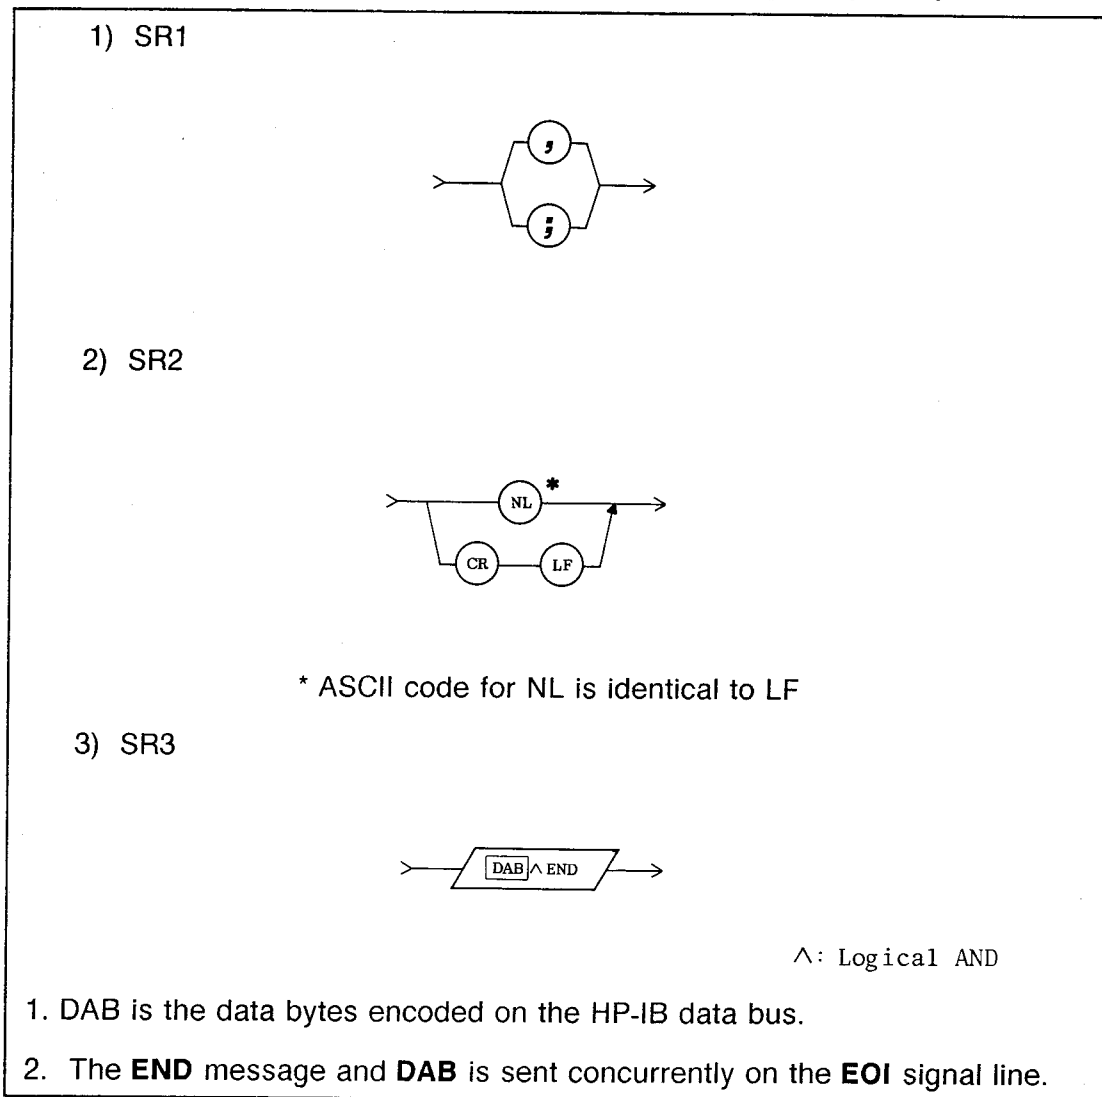 1) SR1
,
;
2) SR2
NL *
CR LF
* ASCII code for NL is identical to LF
3) SR3
DAB ∧ END
∧: Logical AND
1. DAB is the data bytes encoded on the HP-IB data bus.
2. The END message and DAB is sent concurrently on the EOI signal line.